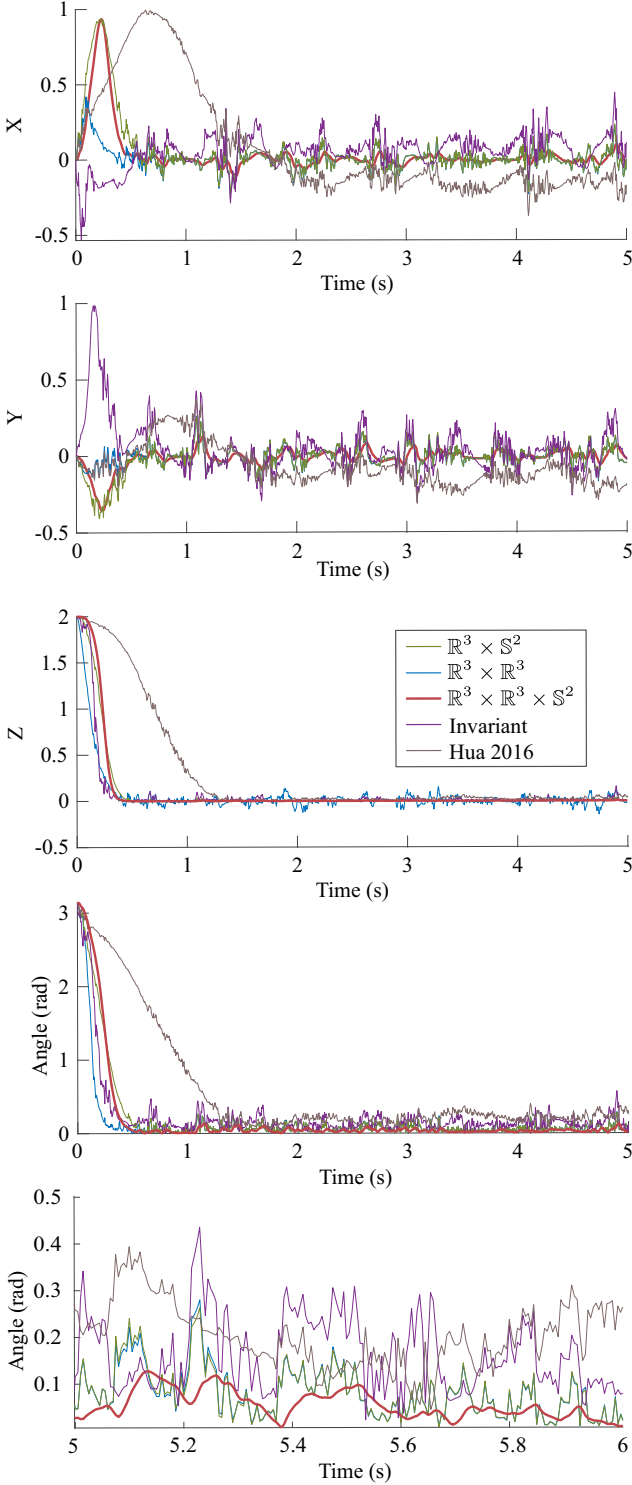 X
1
0.5
0
-0.5
0 1 2 3 4 5
Time (s)
Y
1
0.5
0
-0.5
0 1 2 3 4 5
Time (s)
Z
2
1.5
1
0.5
0
-0.5
ℝ³ × 𝕊²
ℝ³ × ℝ³
ℝ³ × ℝ³ × 𝕊²
Invariant
Hua 2016
0 1 2 3 4 5
Time (s)
Angle (rad)
3
2
1
0
0 1 2 3 4 5
Time (s)
Angle (rad)
0.5
0.4
0.3
0.2
0.1
5 5.2 5.4 5.6 5.8 6
Time (s)